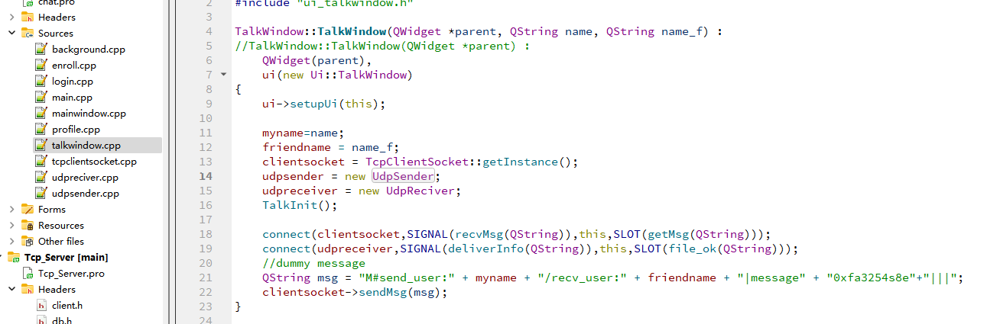 chat.pro
Headers
Sources
background.cpp
enroll.cpp
login.cpp
main.cpp
mainwindow.cpp
profile.cpp
talkwindow.cpp
tcpclientsocket.cpp
udpreciver.cpp
udpsender.cpp
Forms
Resources
Other files
Tcp_Server [main]
Tcp_Server.pro
Headers
client.h
db.h
2 #include "ui_talkwindow.h"
3
4 TalkWindow::TalkWindow(QWidget *parent, QString name, QString name_f) :
5 //TalkWindow::TalkWindow(QWidget *parent) :
6 QWidget(parent),
7 ui(new Ui::TalkWindow)
8 {
9 ui->setupUi(this);
10
11 myname=name;
12 friendname = name_f;
13 clientsocket = TcpClientSocket::getInstance();
14 udpsender = new UdpSender;
15 udpreceiver = new UdpReciver;
16 TalkInit();
17
18 connect(clientsocket,SIGNAL(recvMsg(QString)),this,SLOT(getMsg(QString)));
19 connect(udpreceiver,SIGNAL(deliverInfo(QString)),this,SLOT(file_ok(QString)));
20 //dummy message
21 QString msg = "M#send_user:" + myname + "/recv_user:" + friendname + "|message" + "0xfa3254s8e"+"|||";
22 clientsocket->sendMsg(msg);
23 }
24